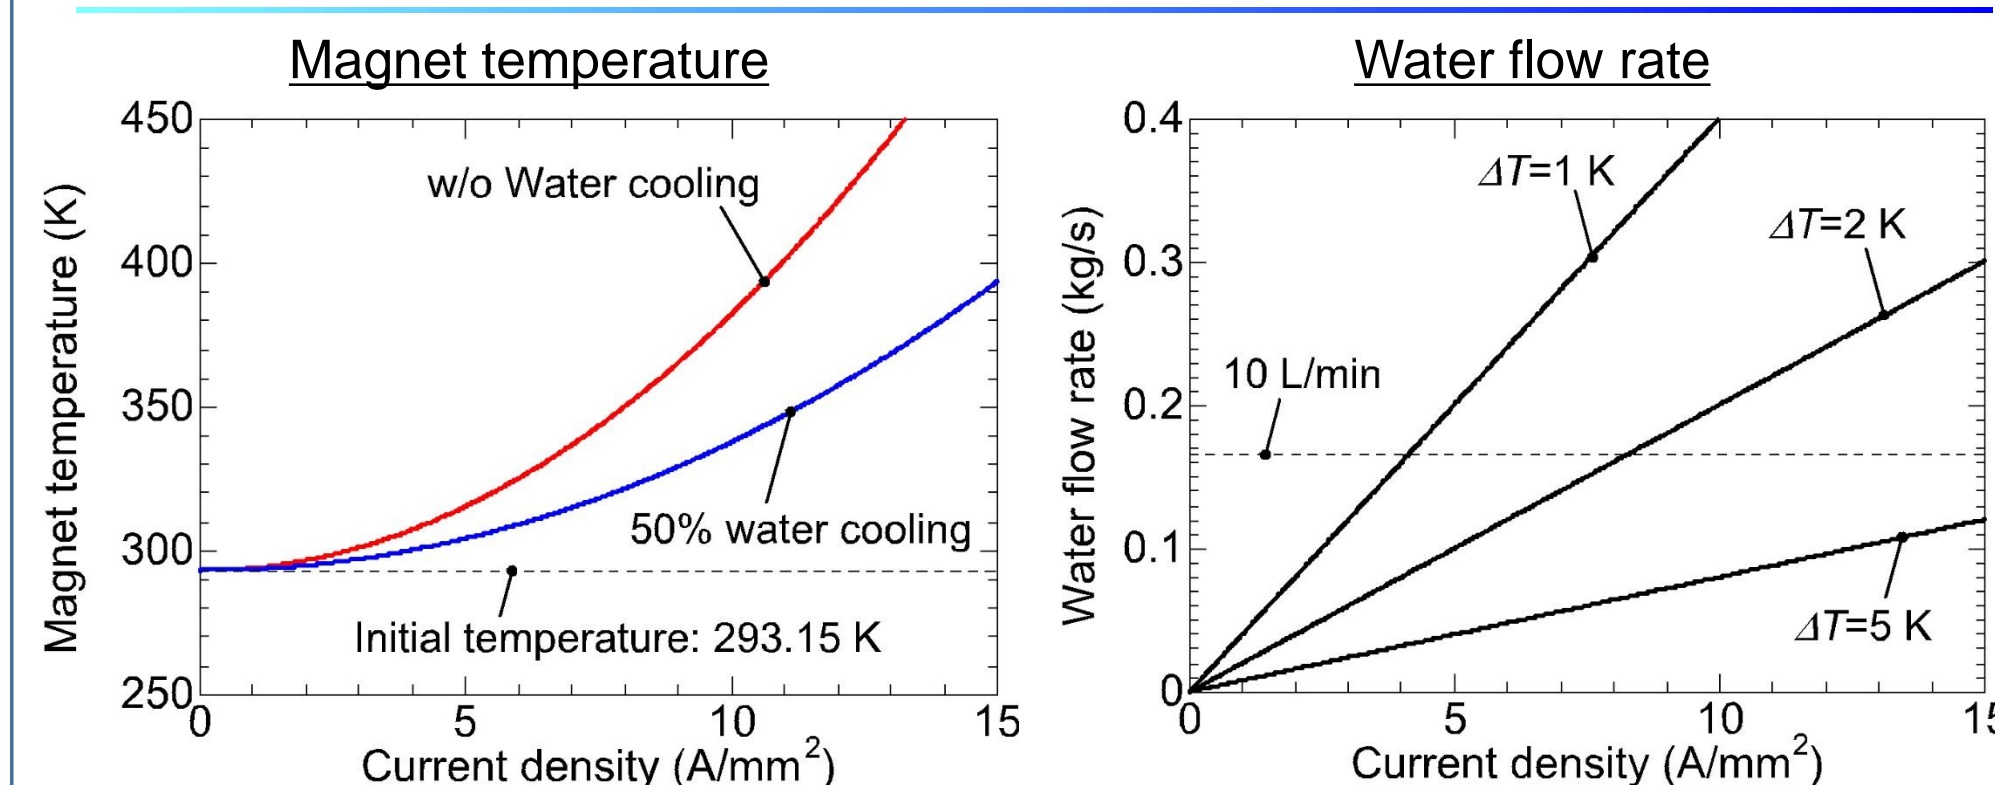 Magnet temperature
450
400
350
300
250
0
5
10
15
Magnet temperature (K)
Current density (A/mm²)
w/o Water cooling
50% water cooling
Initial temperature: 293.15 K
Water flow rate
0.4
0.3
0.2
0.1
0
0
5
10
15
Water flow rate (kg/s)
Current density (A/mm²)
ΔT=1 K
ΔT=2 K
10 L/min
ΔT=5 K